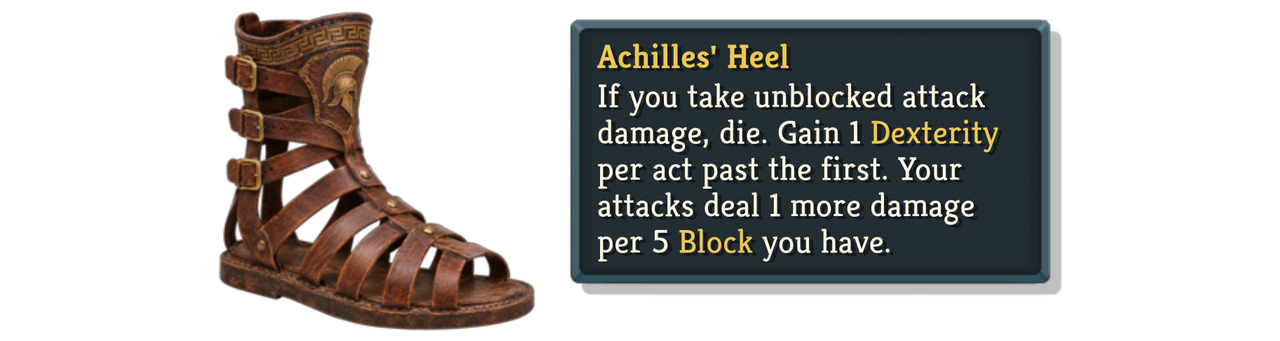 Achilles' Heel
If you take unblocked attack
damage, die. Gain 1 Dexterity
per act past the first. Your
attacks deal 1 more damage
per 5 Block you have.